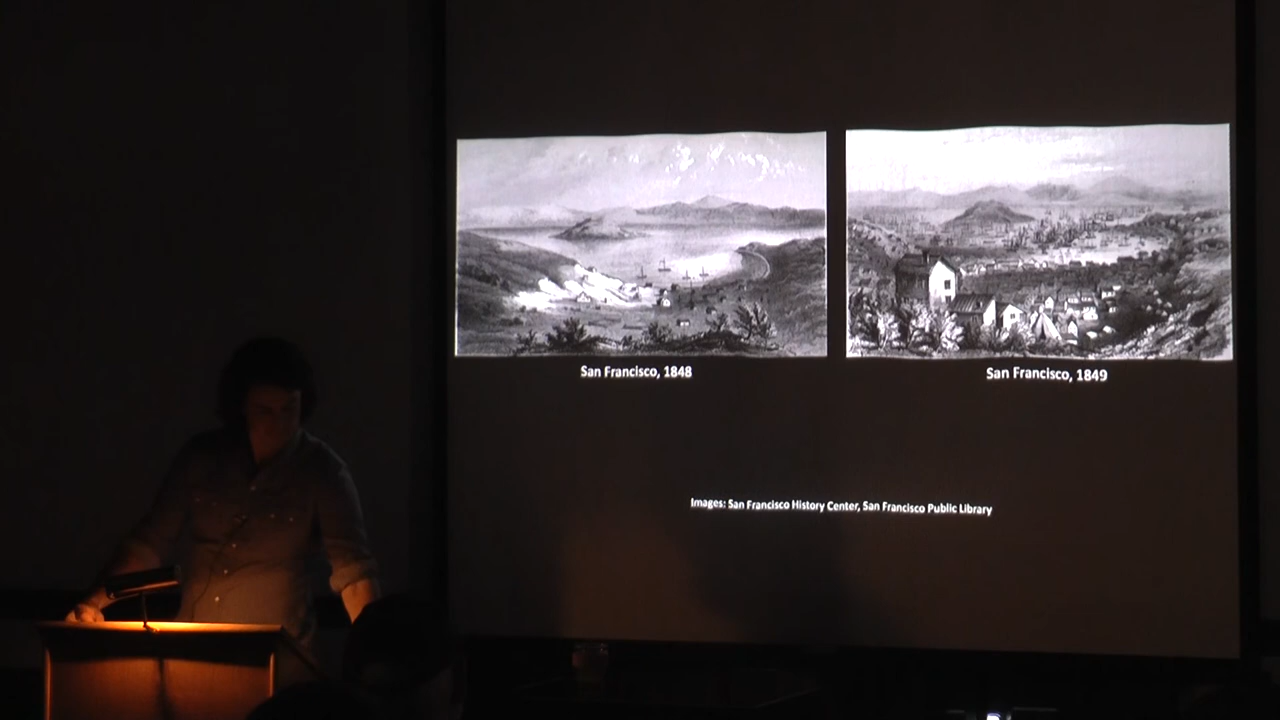 San Francisco, 1848
San Francisco, 1849
Images: San Francisco History Center, San Francisco Public Library